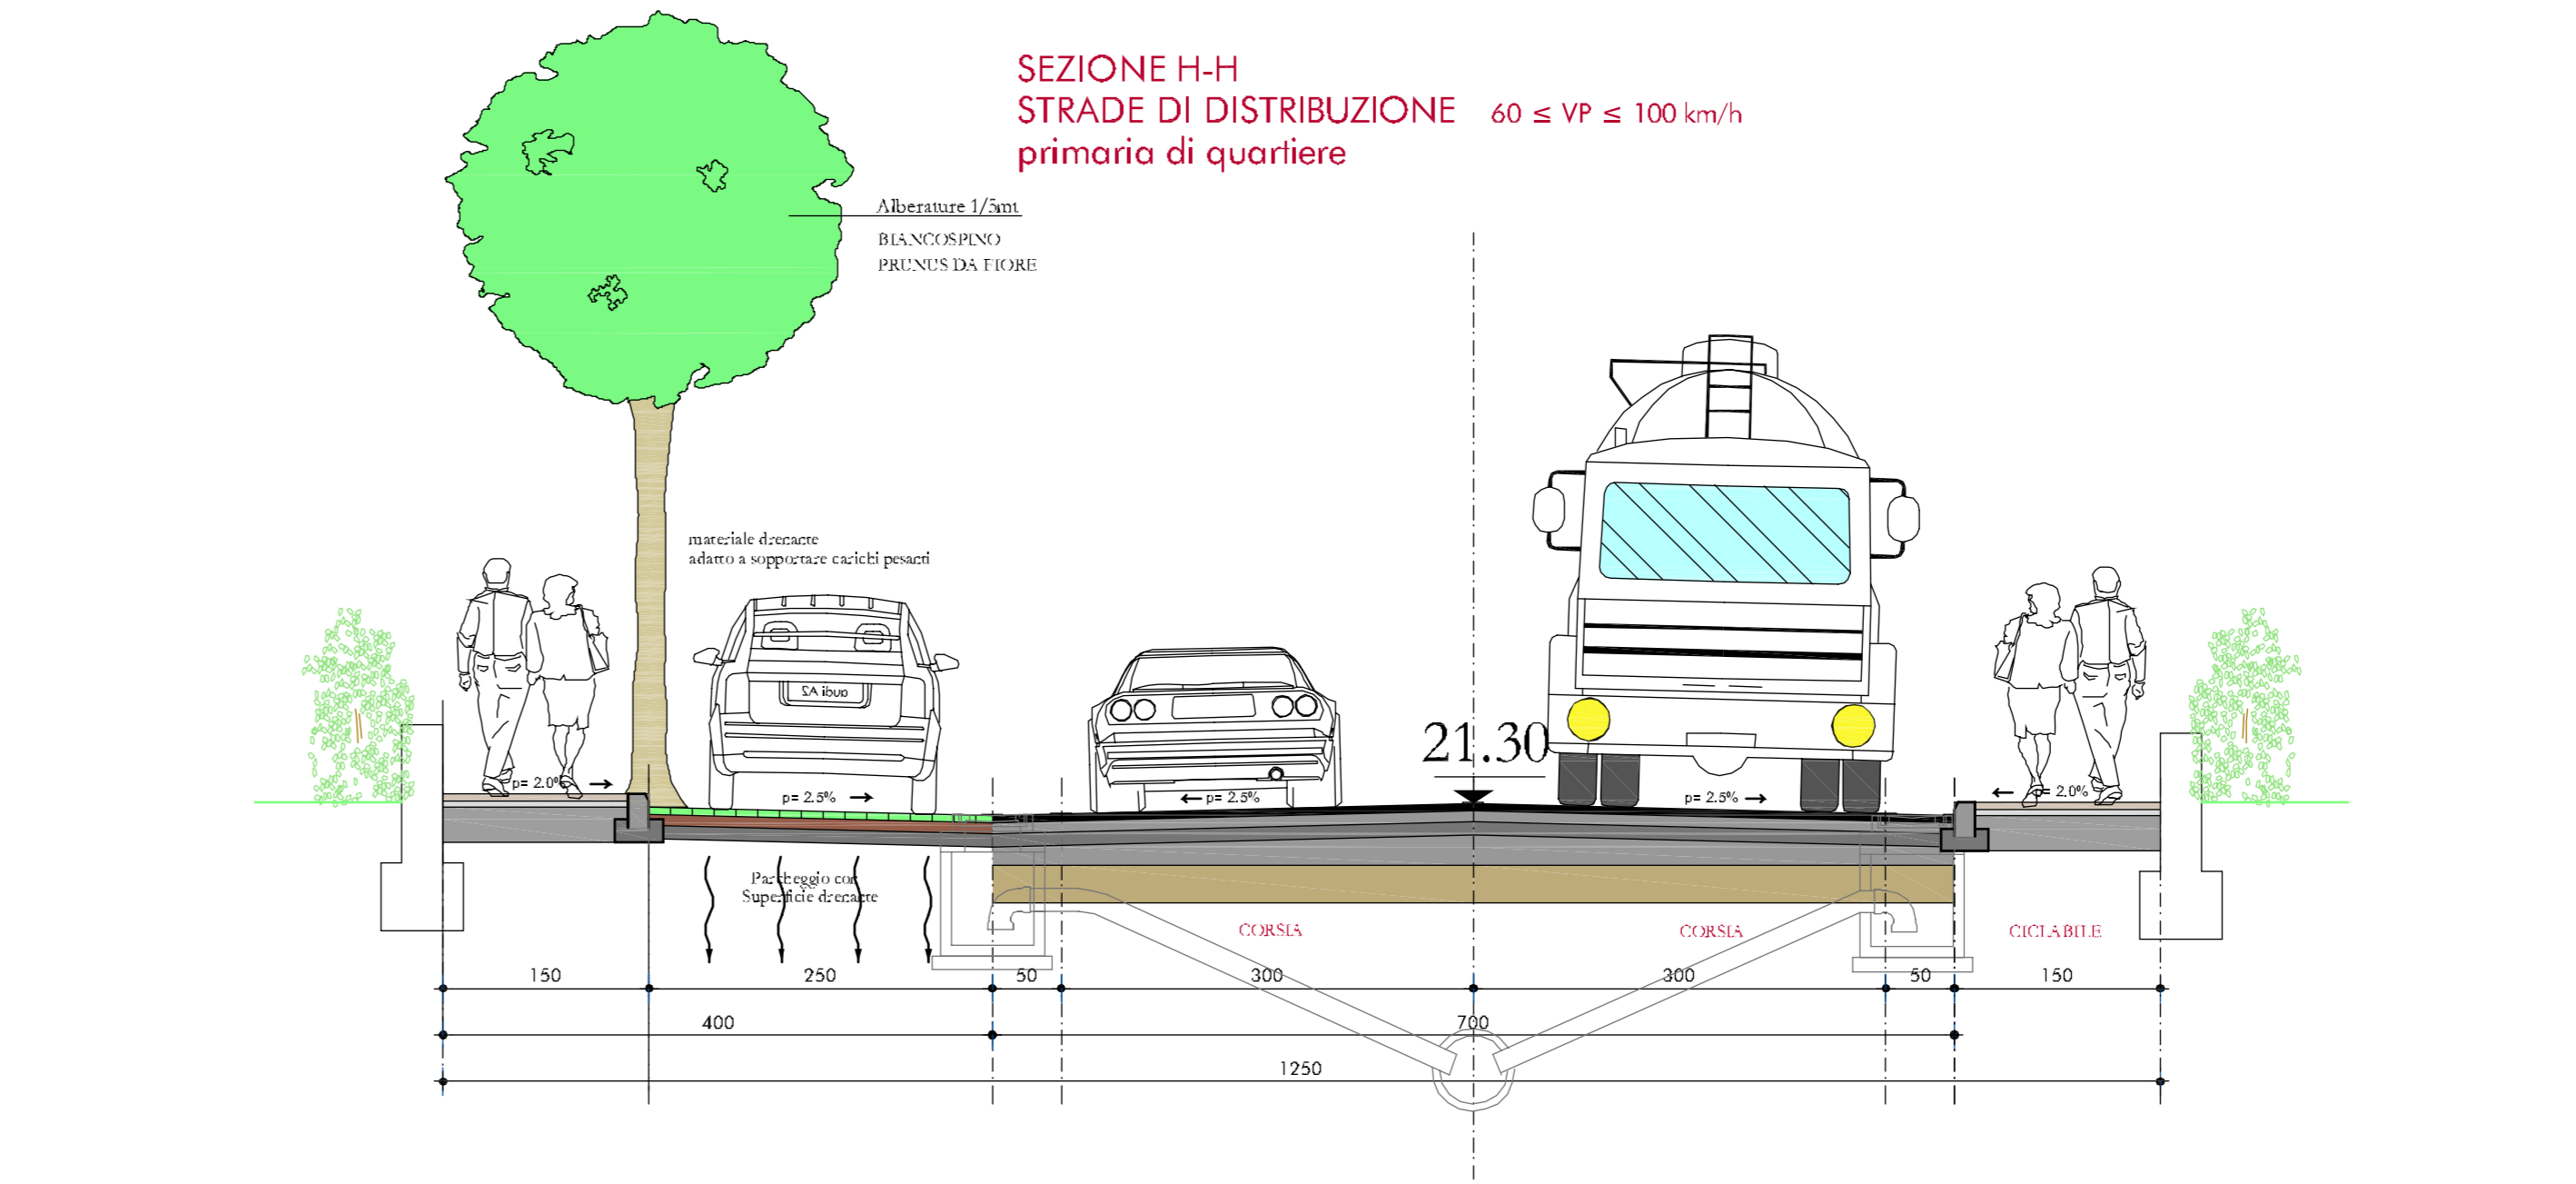 SEZIONE H-H
STRADE DI DISTRIBUZIONE 60 ≤ VP ≤ 100 km/h
primaria di quartiere
Alberature 1/5mt
BIANCOSPINO
PRUNUS DA FIORE
materiale drenante
adatto a sopportare carichi pesanti
audi A2
21.30
p= 2.0%
p= 2.5%
p= 2.5%
p= 2.5%
p= 2.0%
Parcheggio con
Superficie drenante
CORSIA CORSIA CICLABILE
150 250 50 300 300 50 150
400 700
1250